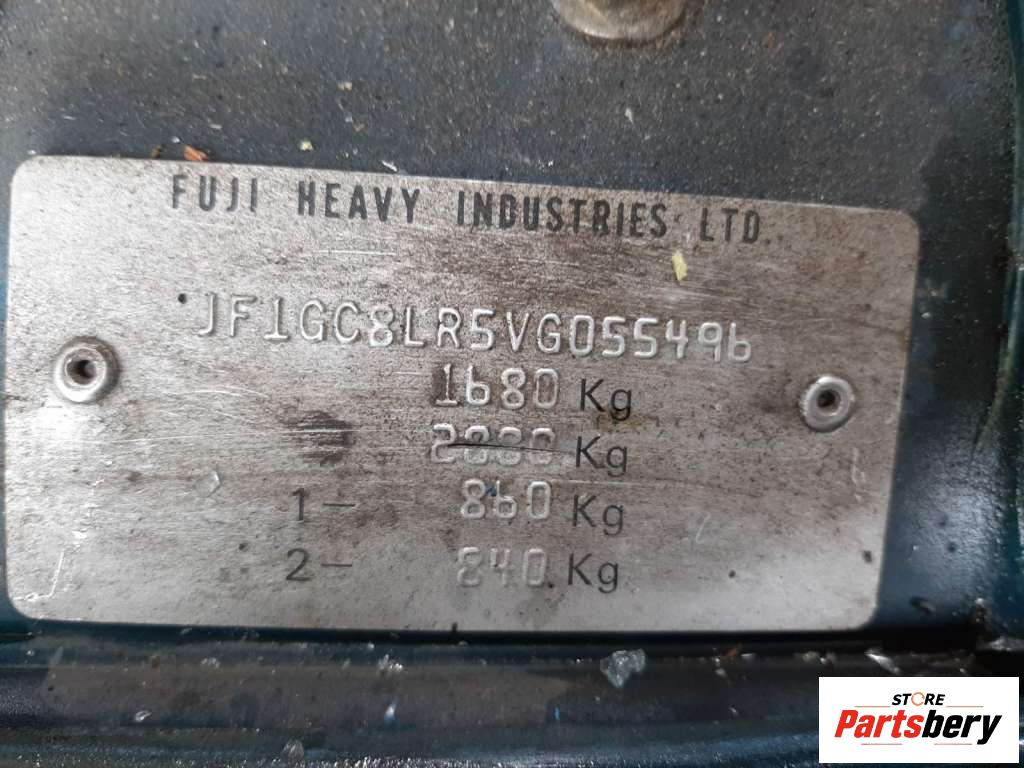 FUJI HEAVY INDUSTRIES LTD.
JF1GC8LR5VG055496
1680 Kg
Kg
1- 860 Kg
2- 840 Kg
STORE
Partsbery